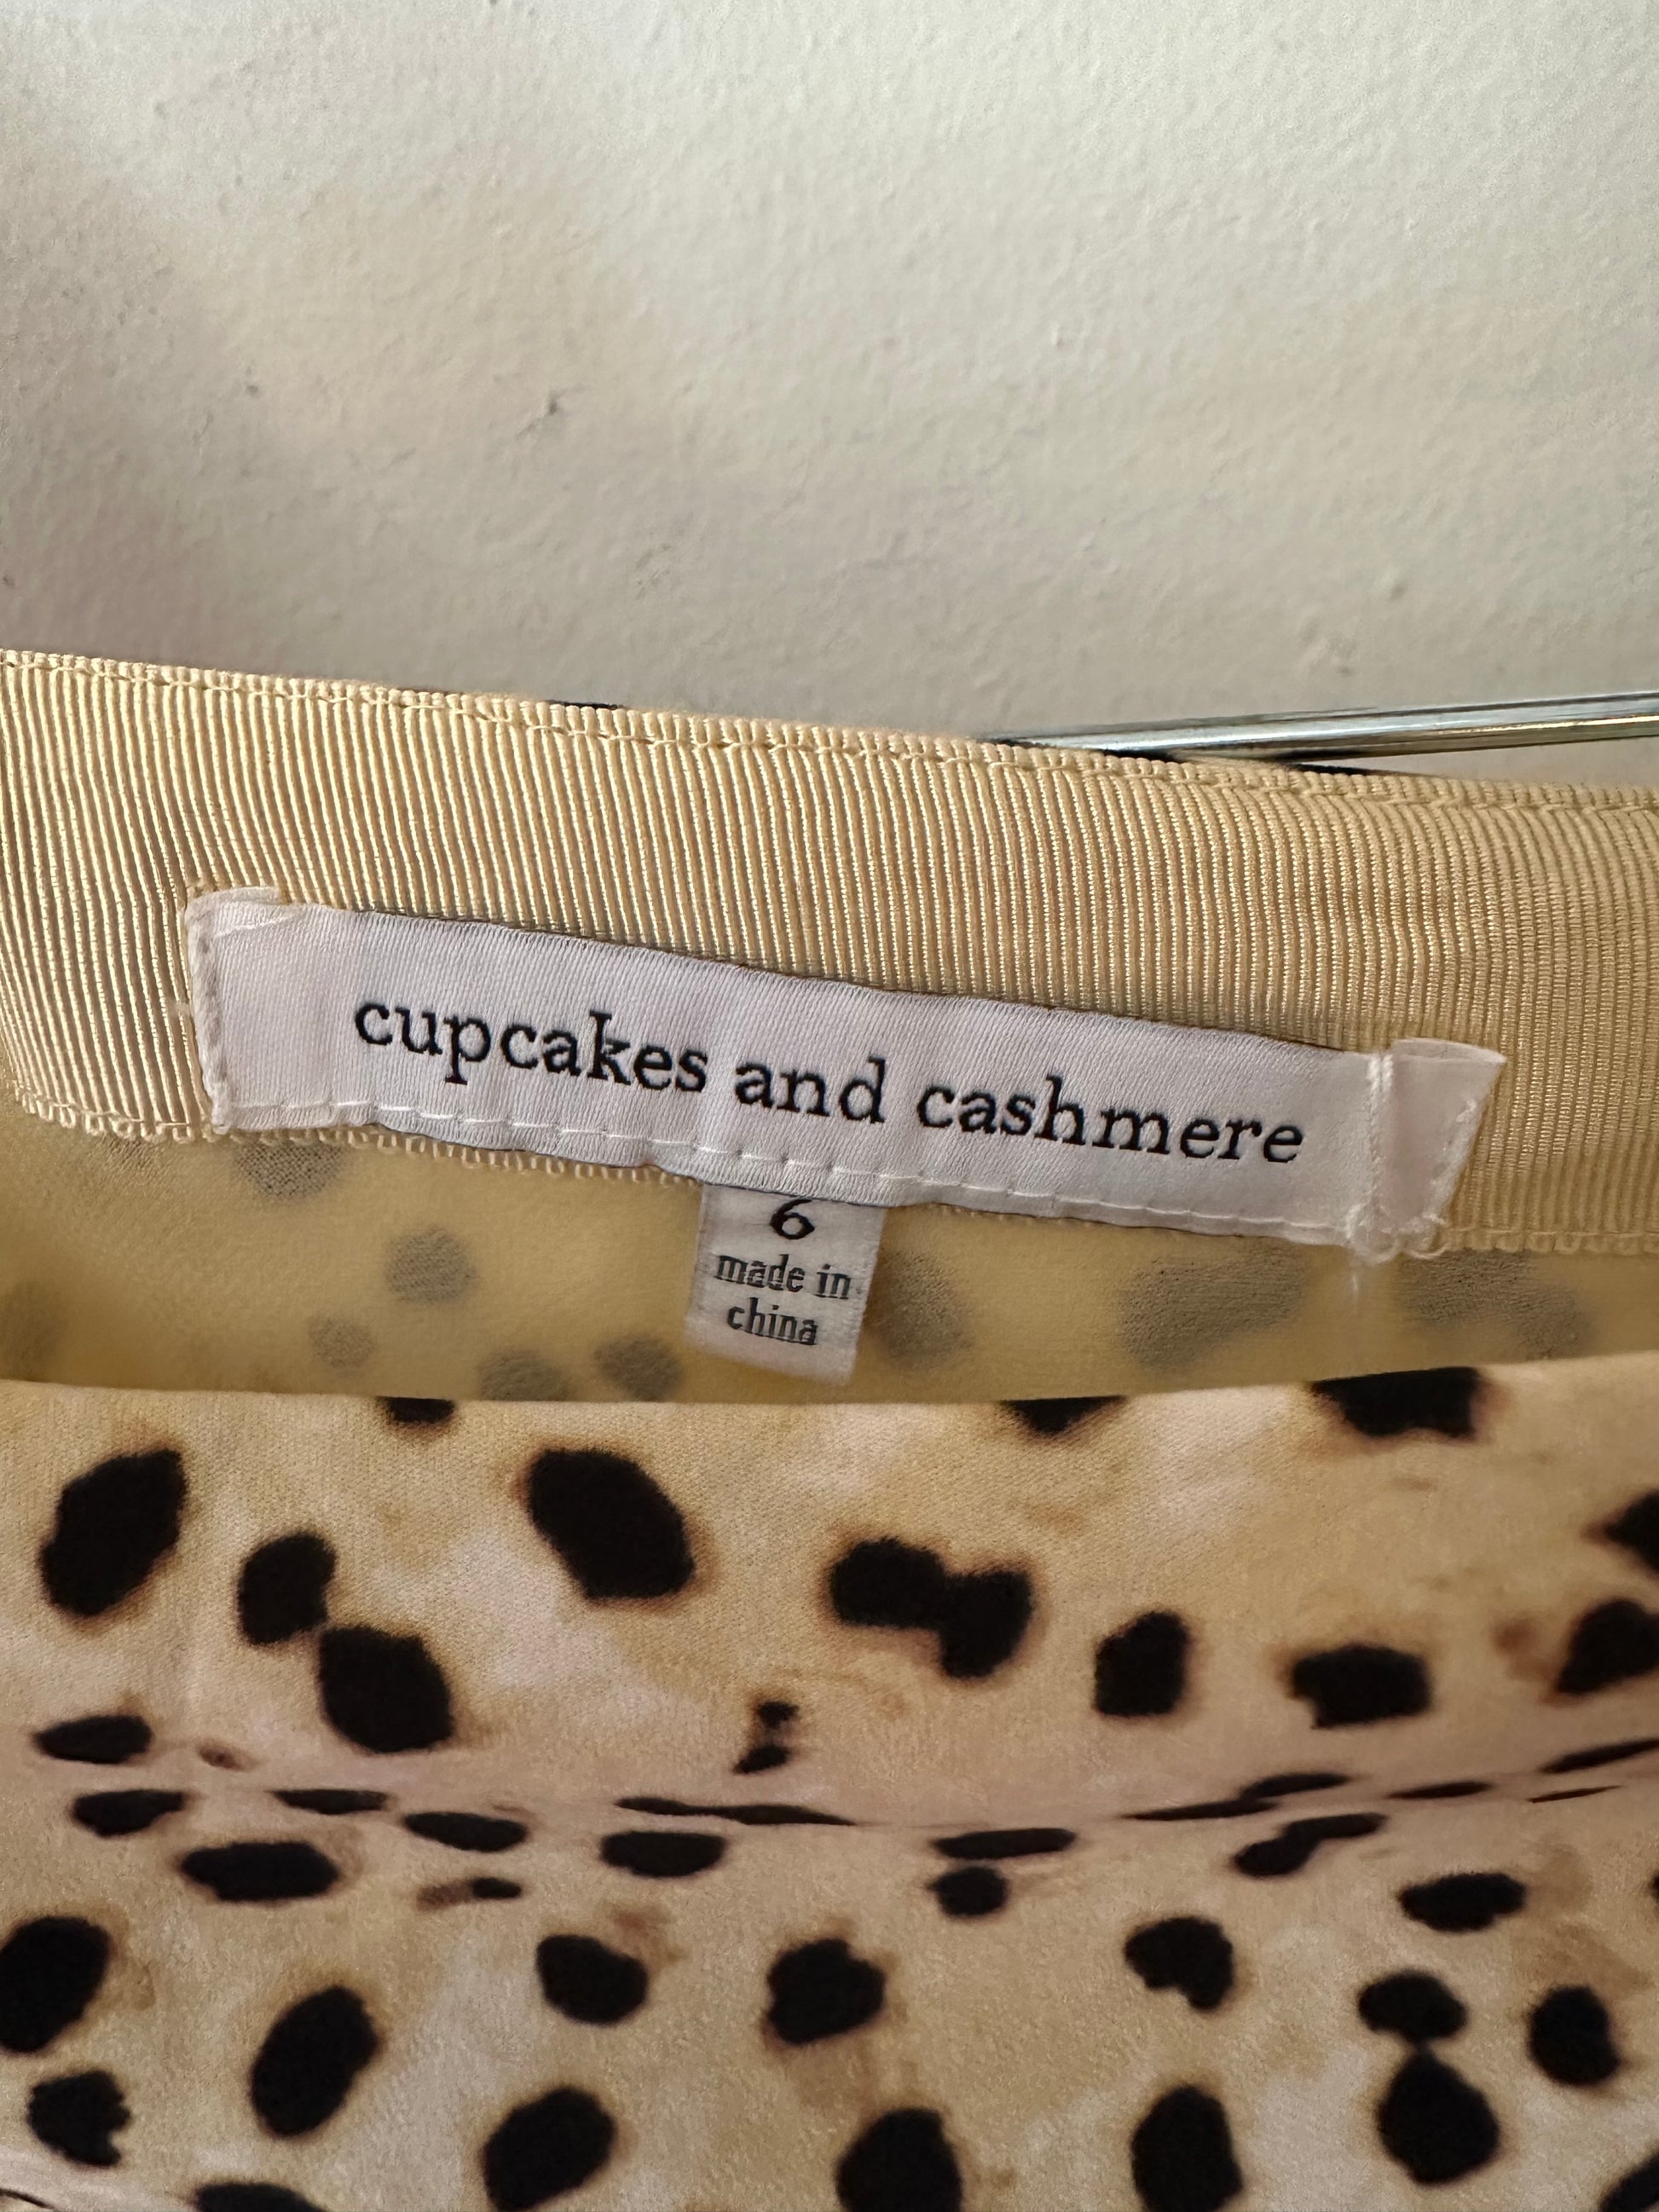 cupcakes and cashmere
6
made in
china